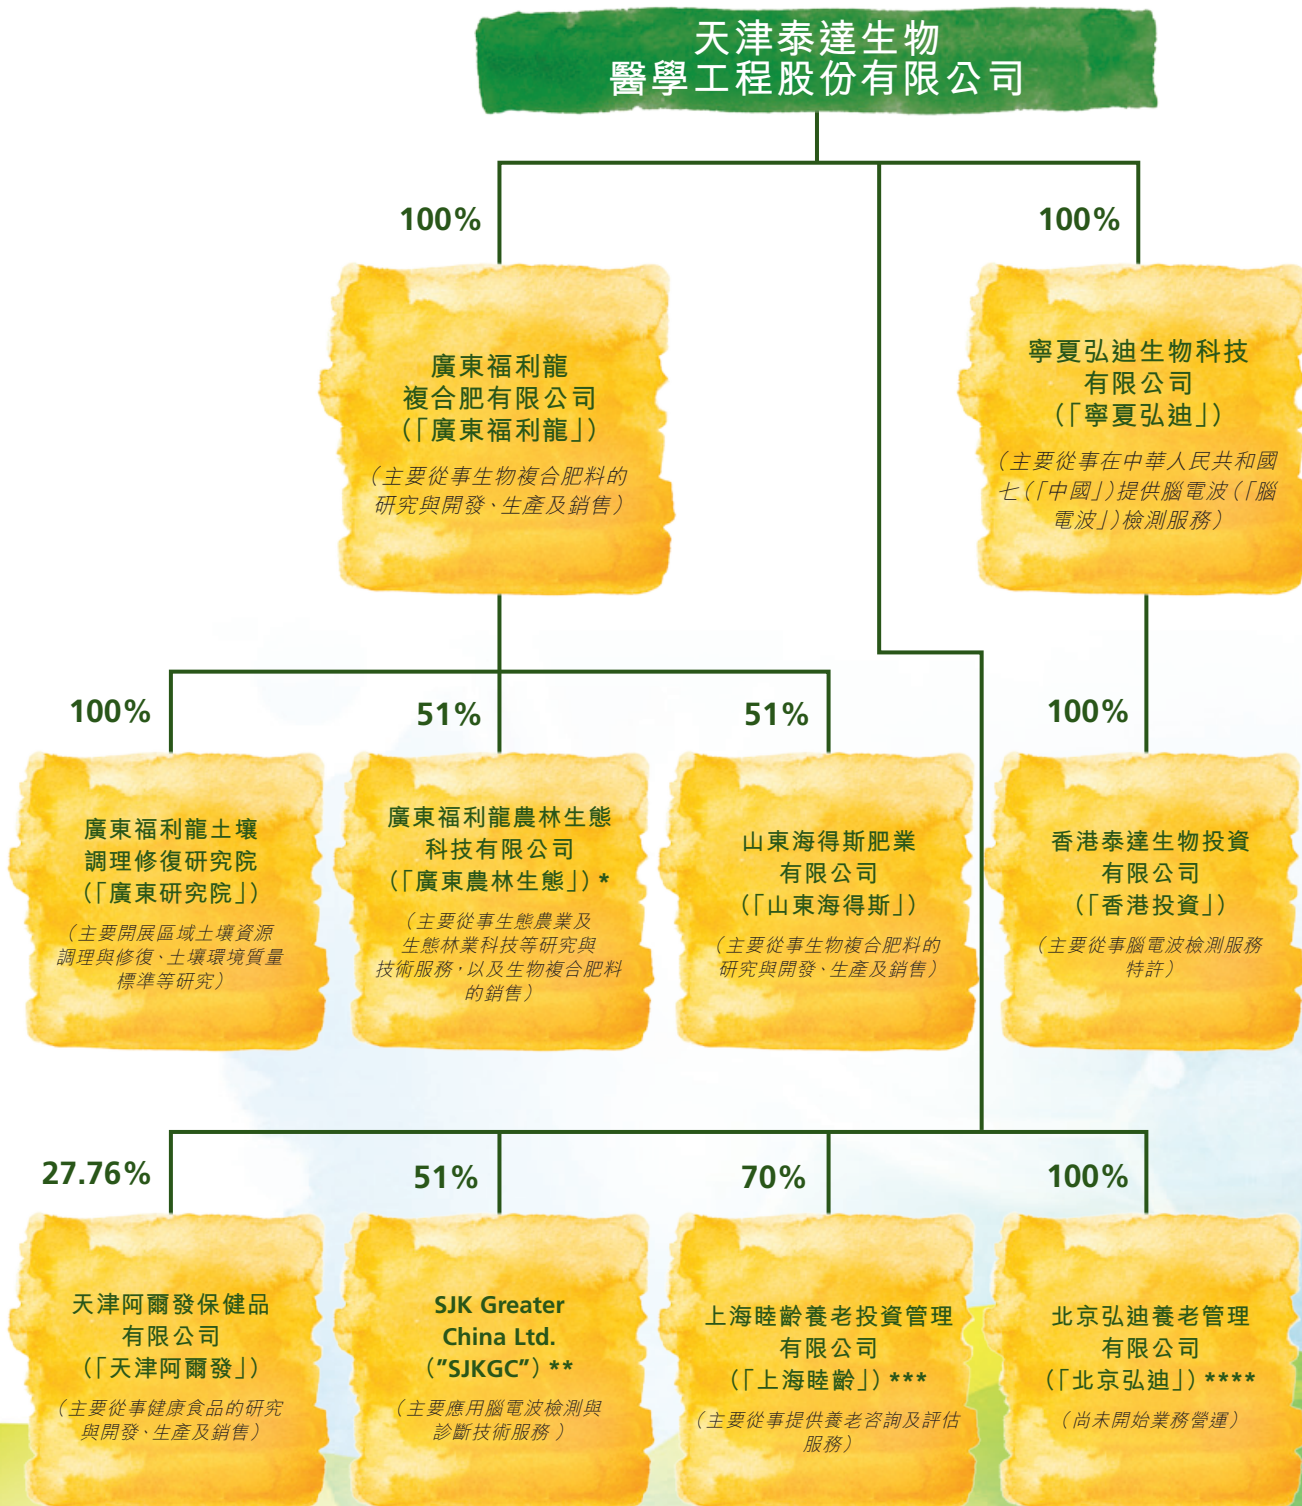 天津泰達生物
醫學工程股份有限公司
100%
100%
廣東福利龍
複合肥有限公司
（「廣東福利龍」）
（主要從事生物複合肥料的
研究與開發、生產及銷售）
寧夏弘迪生物科技
有限公司
（「寧夏弘迪」）
（主要從事在中華人民共和國
七（「中國」）提供腦電波（「腦
電波」）檢測服務）
100%
51%
51%
100%
廣東福利龍土壤
調理修復研究院
（「廣東研究院」）
（主要開展區域土壤資源
調理與修復、土壤環境質量
標準等研究）
廣東福利龍農林生態
科技有限公司
（「廣東農林生態」）*
（主要從事生態農業及
生態林業科技等研究與
技術服務，以及生物複合肥料
的銷售）
山東海得斯肥業
有限公司
（「山東海得斯」）
（主要從事生物複合肥料的
研究與開發、生產及銷售）
香港泰達生物投資
有限公司
（「香港投資」）
（主要從事腦電波檢測服務
特許）
27.76%
51%
70%
100%
天津阿爾發保健品
有限公司
（「天津阿爾發」）
（主要從事健康食品的研究
與開發、生產及銷售）
SJK Greater
China Ltd.
（"SJKGC"）**
（主要應用腦電波檢測與
診斷技術服務）
上海睦齡養老投資管理
有限公司
（「上海睦齡」）***
（主要從事提供養老咨詢及評估
服務）
北京弘迪養老管理
有限公司
（「北京弘迪」）****
（尚未開始業務營運）